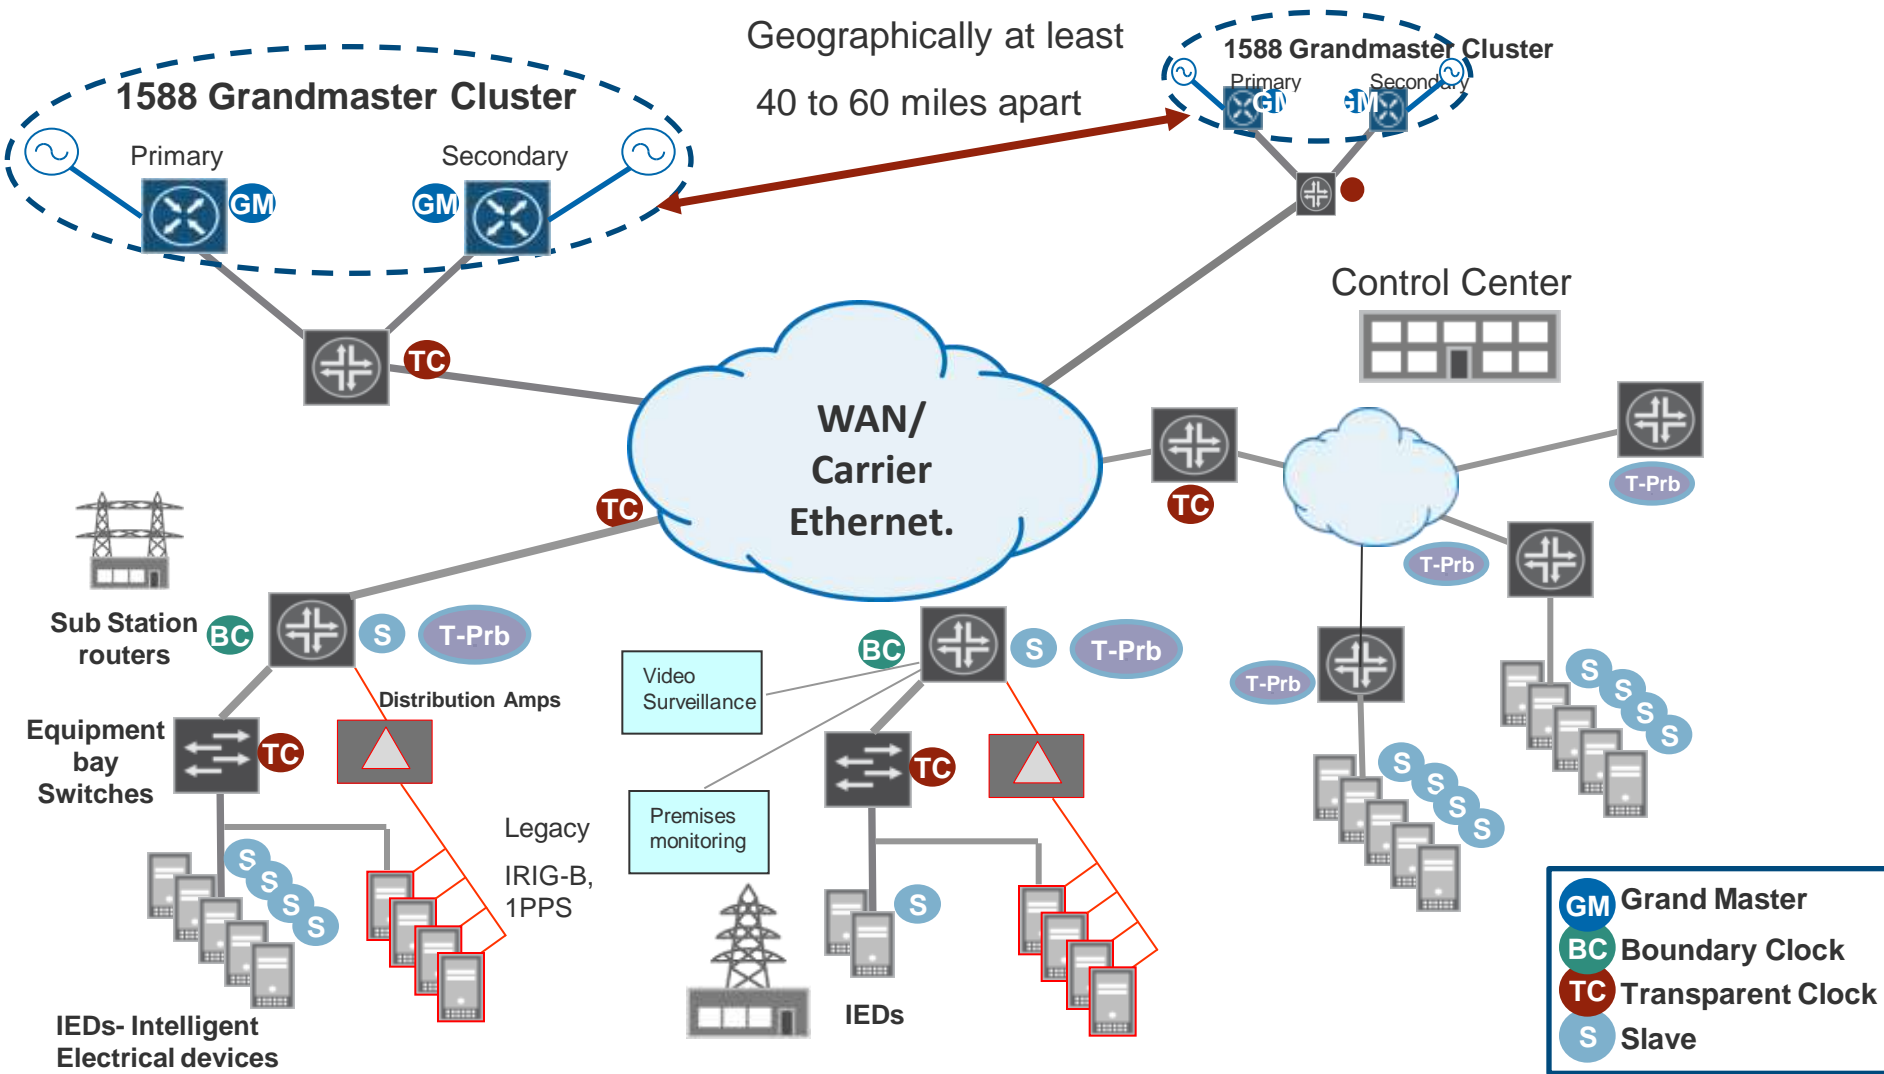 Geographically at least
40 to 60 miles apart
1588 Grandmaster Cluster
Primary
Secondary
GM
GM
1588 Grandmaster Cluster
Primary
Secondary
GM
GM
TC
Control Center
WAN/
Carrier
Ethernet.
TC
TC
T-Prb
T-Prb
T-Prb
Sub Station
routers
BC
S
T-Prb
Distribution Amps
Equipment
bay
Switches
TC
Legacy
IRIG-B,
1PPS
S
S
S
S
IEDs- Intelligent
Electrical devices
BC
S
T-Prb
Video
Surveillance
Premises
monitoring
TC
S
IEDs
S
S
S
S
S
S
S
S
GM Grand Master
BC Boundary Clock
TC Transparent Clock
S Slave